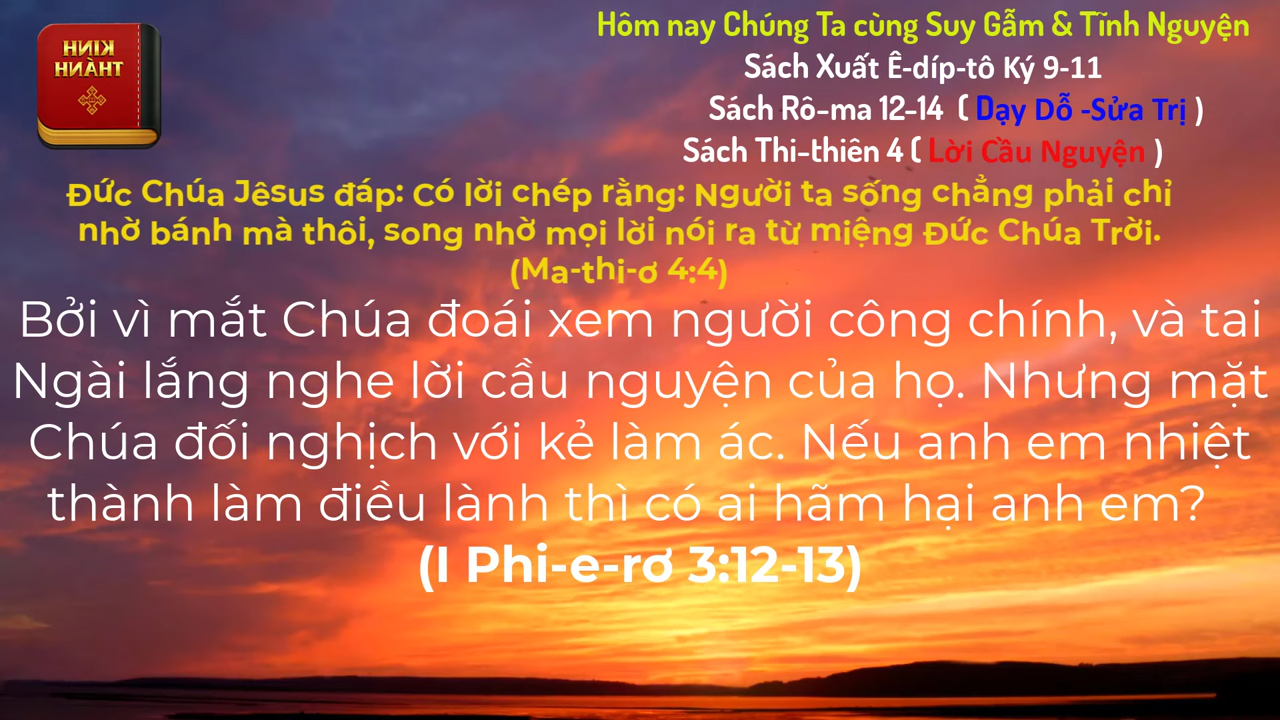 KINH
THÀNH
Hôm nay Chúng Ta cùng Suy Gẫm & Tĩnh Nguyện
Sách Xuất Ê-díp-tô Ký 9-11
Sách Rô-ma 12-14 ( Dạy Dỗ -Sửa Trị )
Sách Thi-thiên 4 ( Lời Cầu Nguyện )
Đức Chúa Jêsus đáp: Có lời chép rằng: Người ta sống chẳng phải chỉ
nhờ bánh mà thôi, song nhờ mọi lời nói ra từ miệng Đức Chúa Trời.
(Ma-thi-ơ 4:4)
Bởi vì mắt Chúa đoái xem người công chính, và tai
Ngài lắng nghe lời cầu nguyện của họ. Nhưng mặt
Chúa đối nghịch với kẻ làm ác. Nếu anh em nhiệt
thành làm điều lành thì có ai hãm hại anh em?
(I Phi-e-rơ 3:12-13)